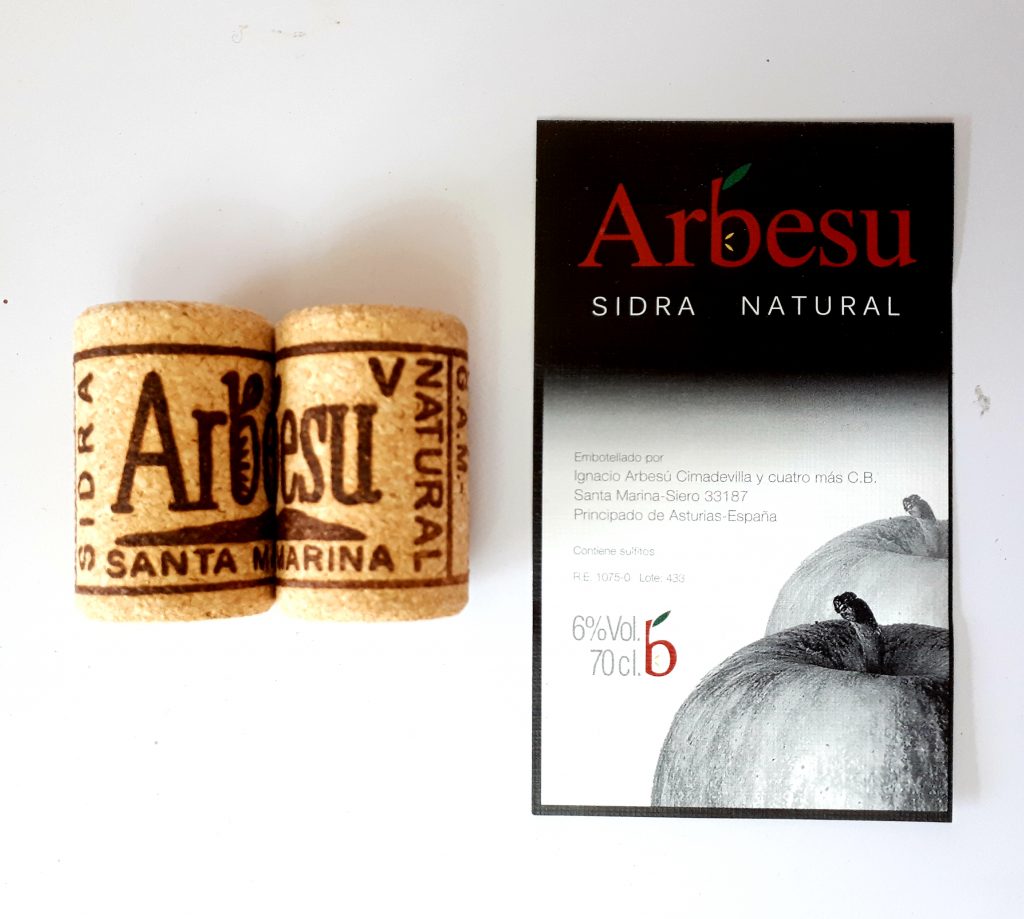 SIDRA
Arbesu
V
NATURAL
G.A.M.-
SANTA MARINA
Arbesu
SIDRA NATURAL
Embotellado por
Ignacio Arbesú Cimadevilla y cuatro más C.B.
Santa Marina-Siero 33187
Principado de Asturias-España
Contiene sulfitos
R.E. 1075-0 Lote: 433
6%Vol.
70 cl.
b